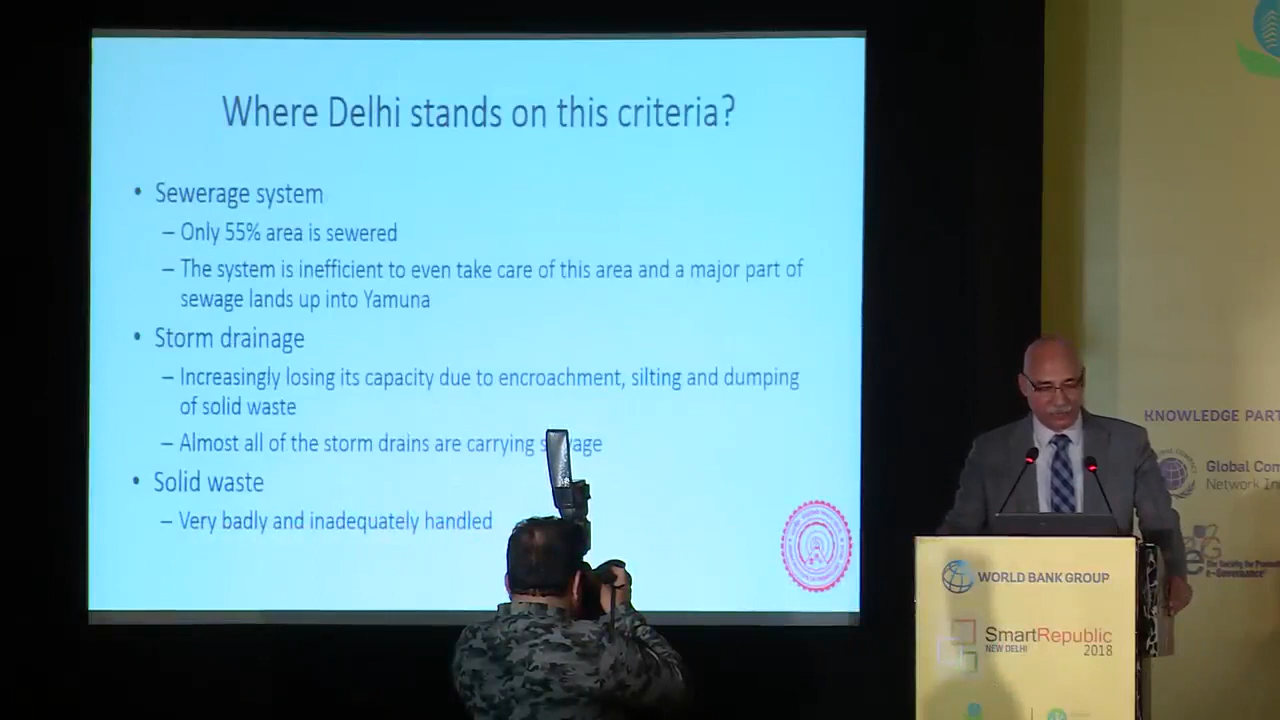 Where Delhi stands on this criteria?
• Sewerage system
– Only 55% area is sewered
– The system is inefficient to even take care of this area and a major part of
sewage lands up into Yamuna
• Storm drainage
– Increasingly losing its capacity due to encroachment, silting and dumping
of solid waste
– Almost all of the storm drains are carrying s age
• Solid waste
– Very badly and inadequately handled
KNOWLEDGE PART
Global Com
Network In
e-Governance
WORLD BANK GROUP
SmartRepublic
NEW DELHI 2018